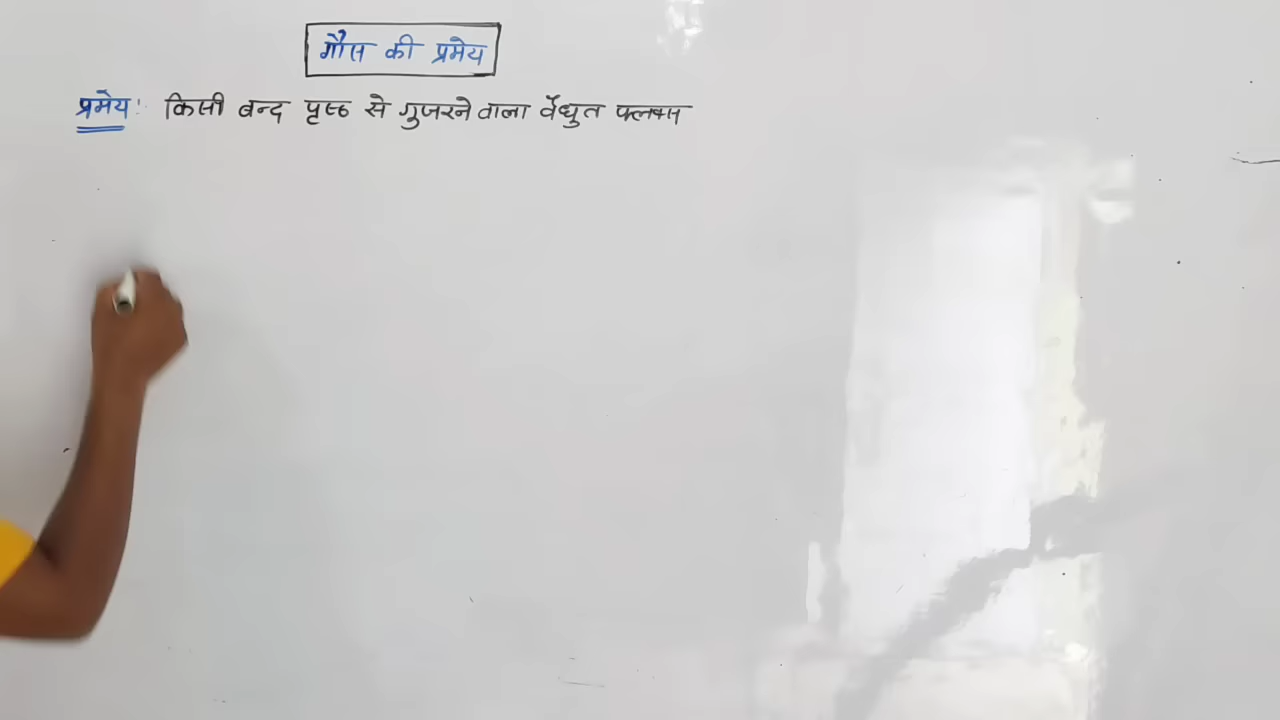 गौस की प्रमेय
प्रमेय: किसी बन्द पृष्ठ से गुजरने वाला वैधुत फ्लक्स